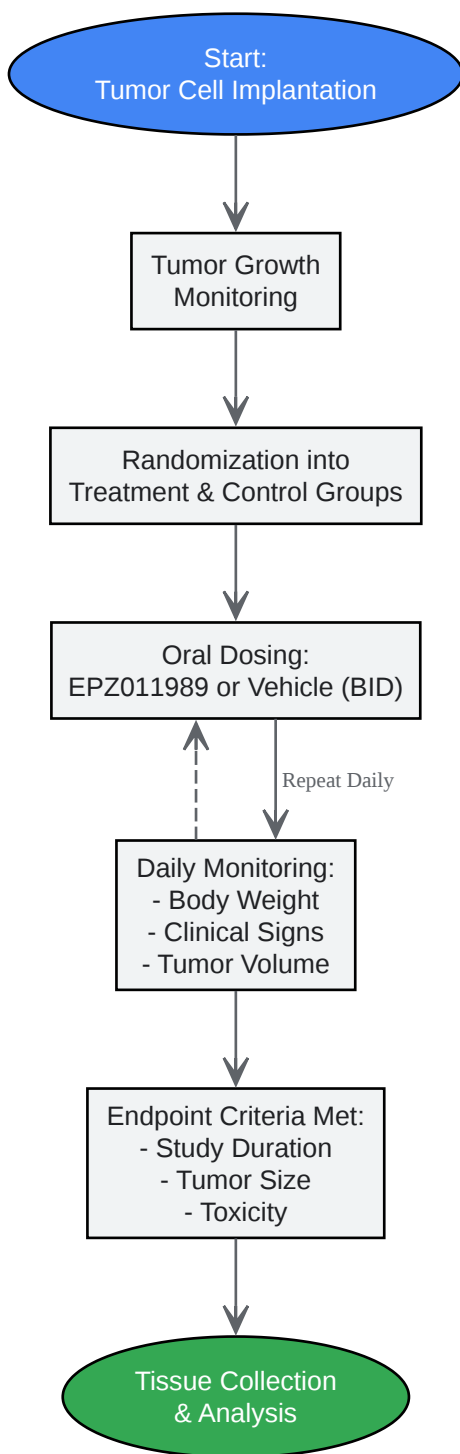 Start:
Tumor Cell Implantation
Tumor Growth
Monitoring
Randomization into
Treatment & Control Groups
Oral Dosing:
EPZ011989 or Vehicle (BID)
Repeat Daily
Daily Monitoring:
- Body Weight
- Clinical Signs
- Tumor Volume
Endpoint Criteria Met:
- Study Duration
- Tumor Size
- Toxicity
Tissue Collection
& Analysis